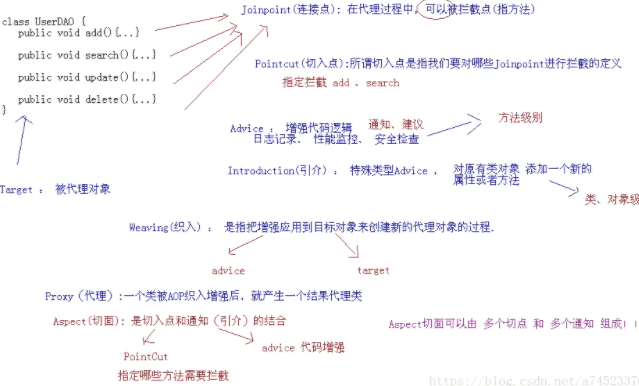 class UserDAO {
Joinpoint(连接点): 在代理过程中, 可以被拦截点(指方法)
public void add(){...}
public void search(){...}
Pointcut(切入点):所谓切入点是指我们要对哪些Joinpoint进行拦截的定义
public void update(){...}
指定拦截 add 、search
public void delete(){...}
}
Advice : 增强代码逻辑 通知、建议
方法级别
日志记录、 性能监控、 安全检查
Introduction(引介) : 特殊类型Advice , 对原有类对象 添加一个新的
属性或者方法
Target : 被代理对象
类、对象级
Weaving(织入) : 是指把增强应用到目标对象来创建新的代理对象的过程.
advice target
Proxy (代理) :一个类被AOP织入增强后, 就产生一个结果代理类
Aspect(切面): 是切入点和通知 (引介) 的结合
Aspect切面可以由 多个切点 和 多个通知 组成!!
advice 代码增强
PointCut
指定哪些方法需要拦截
https://blog.csdn.net/a7452337